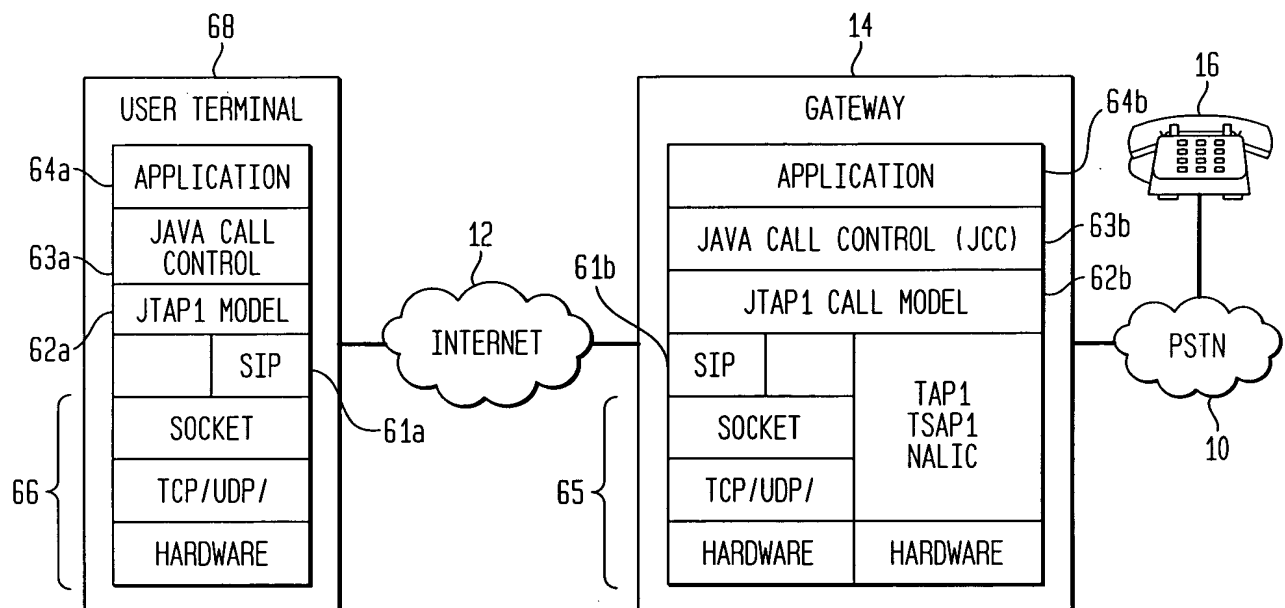 68
14
16
USER TERMINAL
GATEWAY
64b
64a
APPLICATION
APPLICATION
JAVA CALL
CONTROL
JAVA CALL CONTROL (JCC)
63b
63a
12
61b
JTAP1 MODEL
JTAP1 CALL MODEL
62b
62a
INTERNET
PSTN
SIP
SIP
TAP1
TSAP1
NALIC
61a
10
SOCKET
SOCKET
66
65
TCP/UDP/
TCP/UDP/
HARDWARE
HARDWARE
HARDWARE